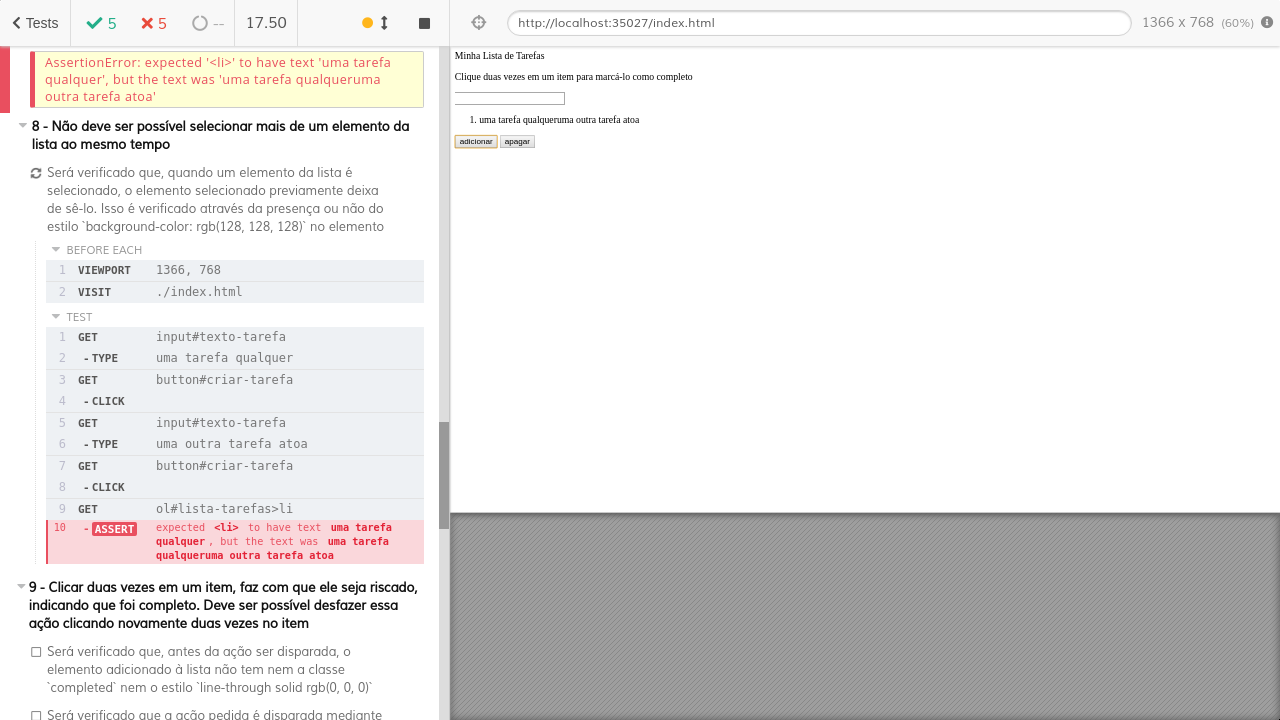 Tests
5
5
--
17.50
http://localhost:35027/index.html
1366 x 768 (60%)
AssertionError: expected '<li>' to have text 'uma tarefa
qualquer', but the text was 'uma tarefa qualqueruma
outra tarefa atoa'
8 - Não deve ser possível selecionar mais de um elemento da
lista ao mesmo tempo
Será verificado que, quando um elemento da lista é
selecionado, o elemento selecionado previamente deixa
de sê-lo. Isso é verificado através da presença ou não do
estilo `background-color: rgb(128, 128, 128)` no elemento
BEFORE EACH
1 VIEWPORT 1366, 768
2 VISIT ./index.html
TEST
1 GET input#texto-tarefa
2 - TYPE uma tarefa qualquer
3 GET button#criar-tarefa
4 - CLICK
5 GET input#texto-tarefa
6 - TYPE uma outra tarefa atoa
7 GET button#criar-tarefa
8 - CLICK
9 GET ol#lista-tarefas>li
10 - ASSERT expected <li> to have text uma tarefa
qualquer , but the text was uma tarefa
qualqueruma outra tarefa atoa
9 - Clicar duas vezes em um item, faz com que ele seja riscado,
indicando que foi completo. Deve ser possível desfazer essa
ação clicando novamente duas vezes no item
Será verificado que, antes da ação ser disparada, o
elemento adicionado à lista não tem nem a classe
`completed` nem o estilo `line-through solid rgb(0, 0, 0)`
Será verificado que a ação pedida é disparada mediante
Minha Lista de Tarefas
Clique duas vezes em um item para marcá-lo como completo
1. uma tarefa qualqueruma outra tarefa atoa
adicionar apagar